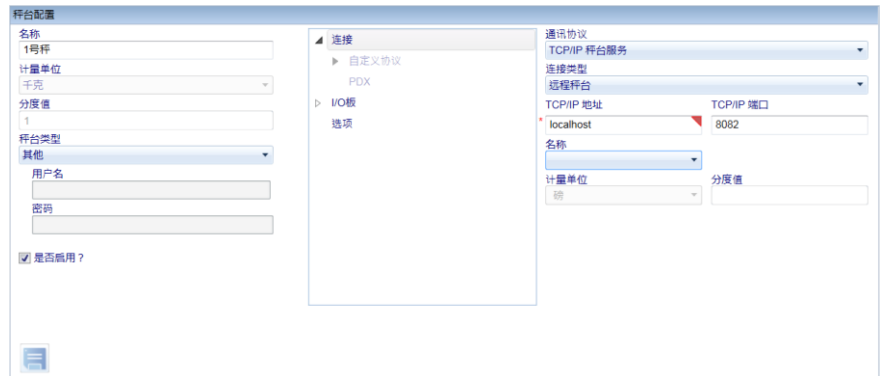 秤台配置
名称
1号秤
计量单位
千克
分度值
1
秤台类型
其他
用户名
密码
是否启用？
连接
自定义协议
PDX
I/O板
选项
通讯协议
TCP/IP 秤台服务
连接类型
远程秤台
TCP/IP 地址 TCP/IP 端口
* localhost 8082
名称
计量单位 分度值
磅